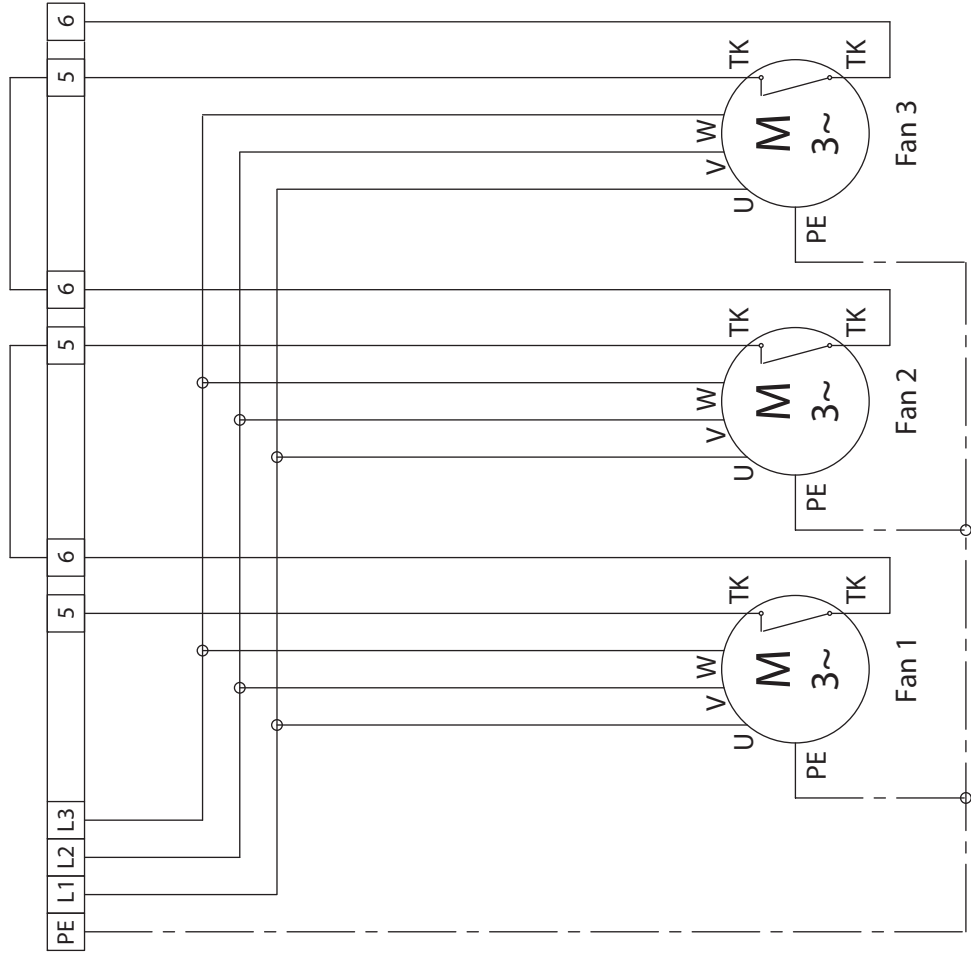 PE L1 L2 L3 5 6 5 6 5 6
U V W TK U V W TK U V W TK
M M M
PE 3~ PE 3~ PE 3~
TK TK TK
Fan 1 Fan 2 Fan 3